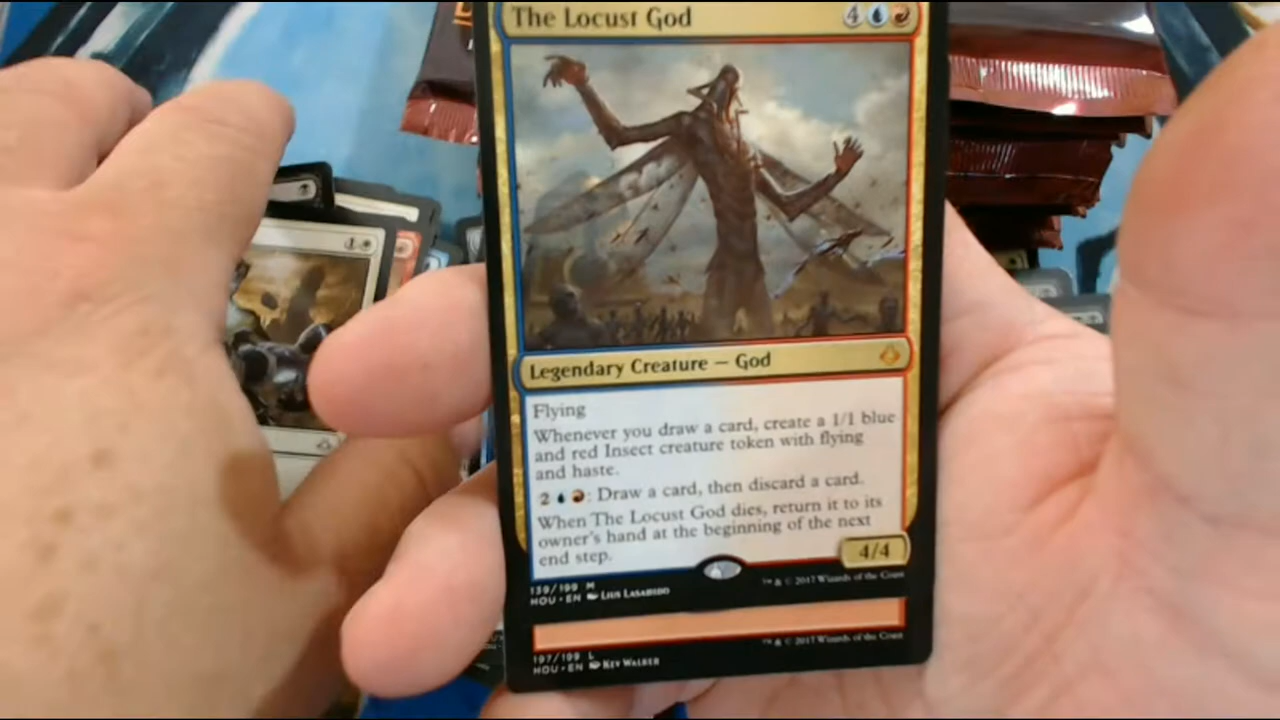 The Locust God 4
Legendary Creature — God
Flying
Whenever you draw a card, create a 1/1 blue
and red Insect creature token with flying
and haste.
2 : Draw a card, then discard a card.
When The Locust God dies, return it to its
owner's hand at the beginning of the next
end step.
4/4
139/199 M
HOU • EN Lius Lasahido
™ & © 2017 Wizards of the Coast
197/199 L
HOU • EN Kev Walker
™ & © 2017 Wizards of the Coast
1